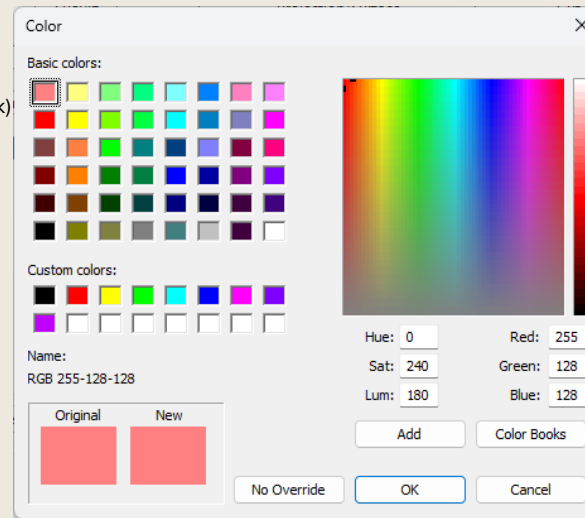 Color
Basic colors:
k)
Custom colors:
Hue: 0 Red: 255
Name:
Sat: 240 Green: 128
RGB 255-128-128
Lum: 180 Blue: 128
Original New
Add Color Books
No Override OK Cancel